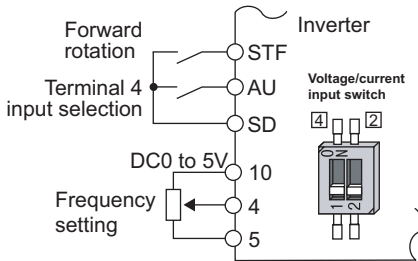 Inverter
Forward
rotation
STF
Terminal 4
input selection
AU
SD
Voltage/current
input switch
4
2
ON
1 2
DC0 to 5V
10
Frequency
setting
4
5